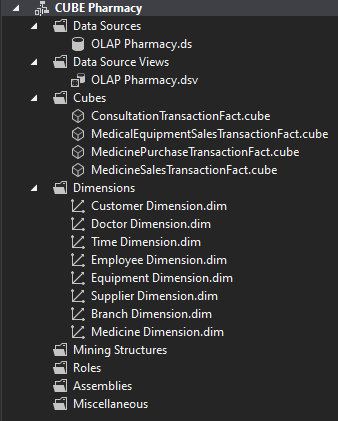 CUBE Pharmacy
Data Sources
OLAP Pharmacy.ds
Data Source Views
OLAP Pharmacy.dsv
Cubes
ConsultationTransactionFact.cube
MedicalEquipmentSalesTransactionFact.cube
MedicinePurchaseTransactionFact.cube
MedicineSalesTransactionFact.cube
Dimensions
Customer Dimension.dim
Doctor Dimension.dim
Time Dimension.dim
Employee Dimension.dim
Equipment Dimension.dim
Supplier Dimension.dim
Branch Dimension.dim
Medicine Dimension.dim
Mining Structures
Roles
Assemblies
Miscellaneous